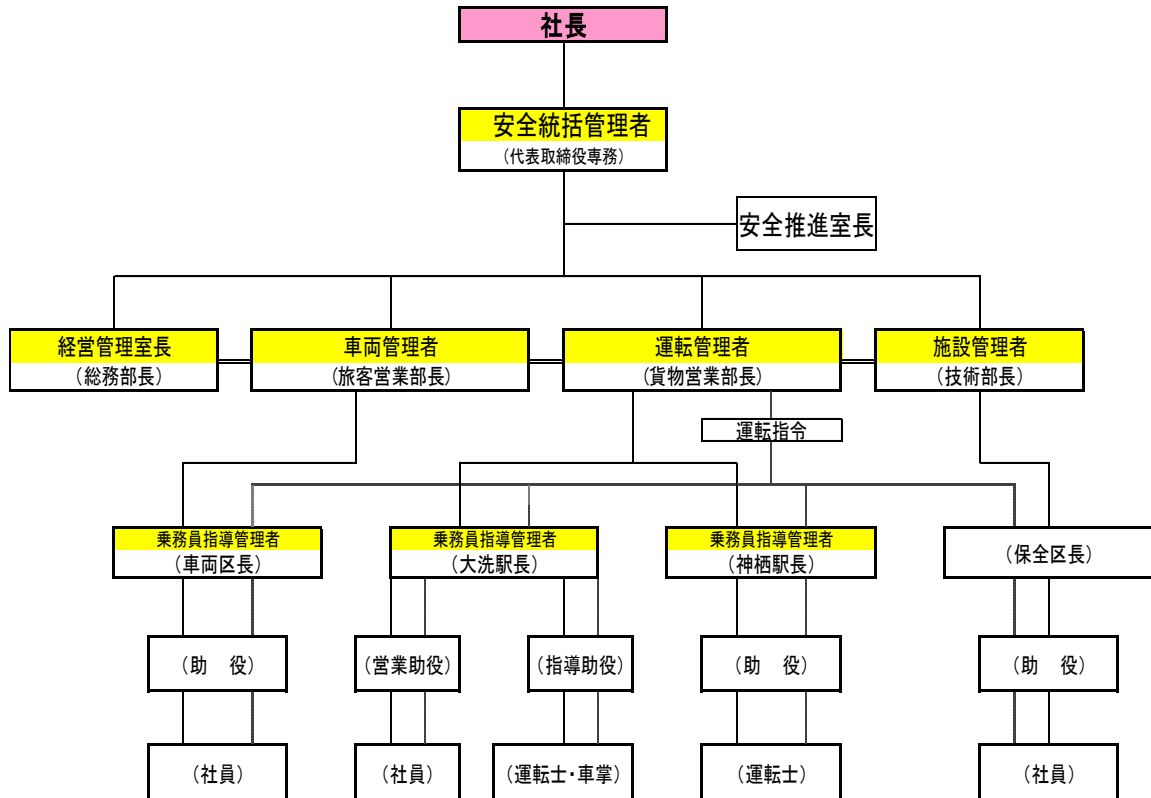 社長
安全統括管理者
（代表取締役専務）
安全推進室長
経営管理室長
（総務部長）
車両管理者
（旅客営業部長）
運転管理者
（貨物営業部長）
施設管理者
（技術部長）
運転指令
乗務員指導管理者
（車両区長）
乗務員指導管理者
（大洗駅長）
乗務員指導管理者
（神栖駅長）
（保全区長）
（助　役）
（営業助役）
（指導助役）
（助　役）
（助　役）
（社員）
（社員）
（運転士・車掌）
（運転士）
（社員）